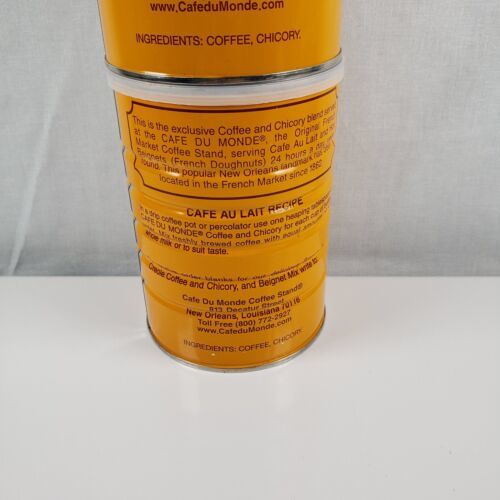 www.CafeduMonde.com
INGREDIENTS: COFFEE, CHICORY.
This is the exclusive Coffee and Chicory blend served
at the CAFE DU MONDE®, the Original French
Market Coffee Stand, serving Cafe Au Lait and Hot
Beignets (French Doughnuts) 24 hours a day, year
round. This popular New Orleans landmark has been
located in the French Market since 1862.
CAFE AU LAIT RECIPE
In a drip coffee pot or percolator use one heaping
CAFE DU MONDE® Coffee and Chicory for each cup of
Mix freshly brewed coffee with equal amount
whole milk or to suit taste.
Creole Coffee and Chicory, and Beignet Mix write to:
Cafe Du Monde Coffee Stand®
813 Decatur Street
New Orleans, Louisiana 70116
Toll Free (800) 772-2927
www.CafeduMonde.com
INGREDIENTS: COFFEE, CHICORY.